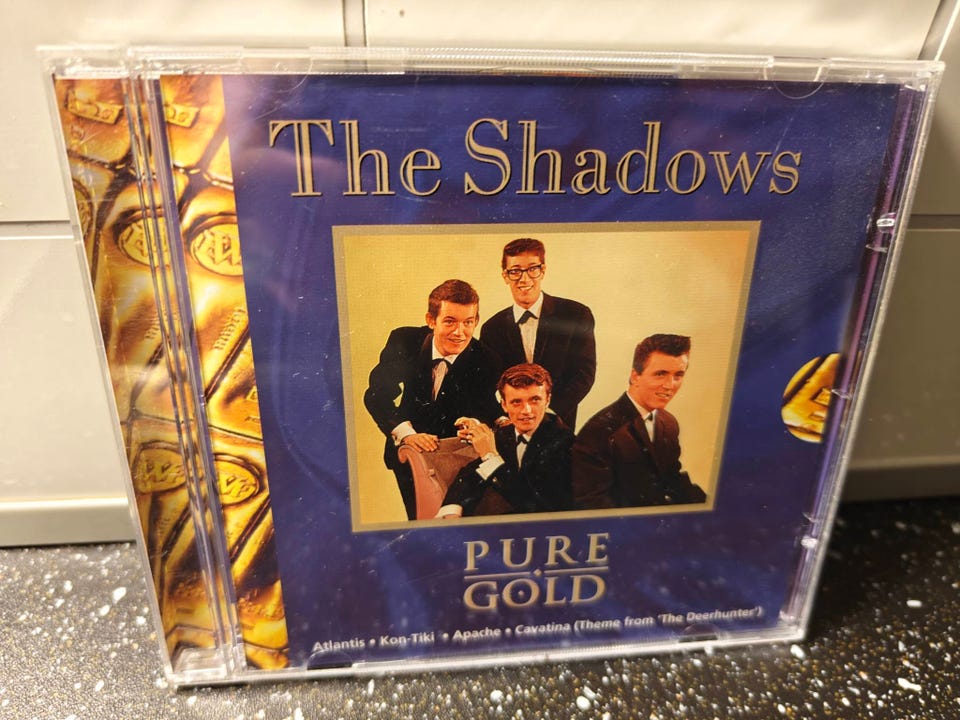 The Shadows
PURE
GOLD
Atlantis • Kon-Tiki • Apache • Cavatina (Theme from 'The Deerhunter')